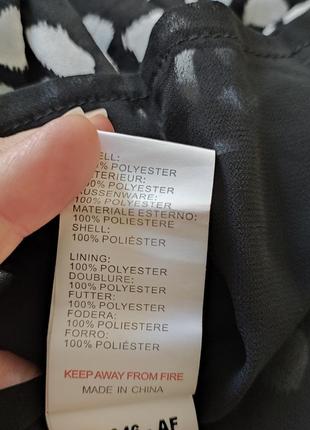 SHELL:
100% POLYESTER
EXTERIEUR:
100% POLYESTER
AUSSENWARE:
100% POLYESTER
MATERIALE ESTERNO:
100% POLIESTERE
SHELL:
100% POLIÉSTER
LINING:
100% POLYESTER
DOUBLURE:
100% POLYESTER
FUTTER:
100% POLYESTER
FODERA:
100% POLIESTERE
FORRO:
100% POLIÉSTER
KEEP AWAY FROM FIRE
MADE IN CHINA
AF